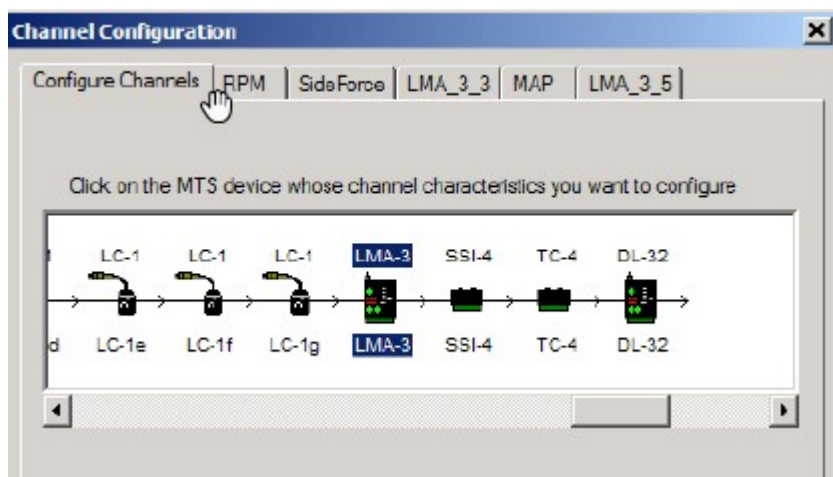 Channel Configuration
Configure Channels RPM SideForce LMA_3_3 MAP LMA_3_5
Click on the MTS device whose channel characteristics you want to configure
LC-1 LC-1 LC-1 LMA-3 SSI-4 TC-4 DL-32
d LC-1e LC-1f LC-1g LMA-3 SSI-4 TC-4 DL-32